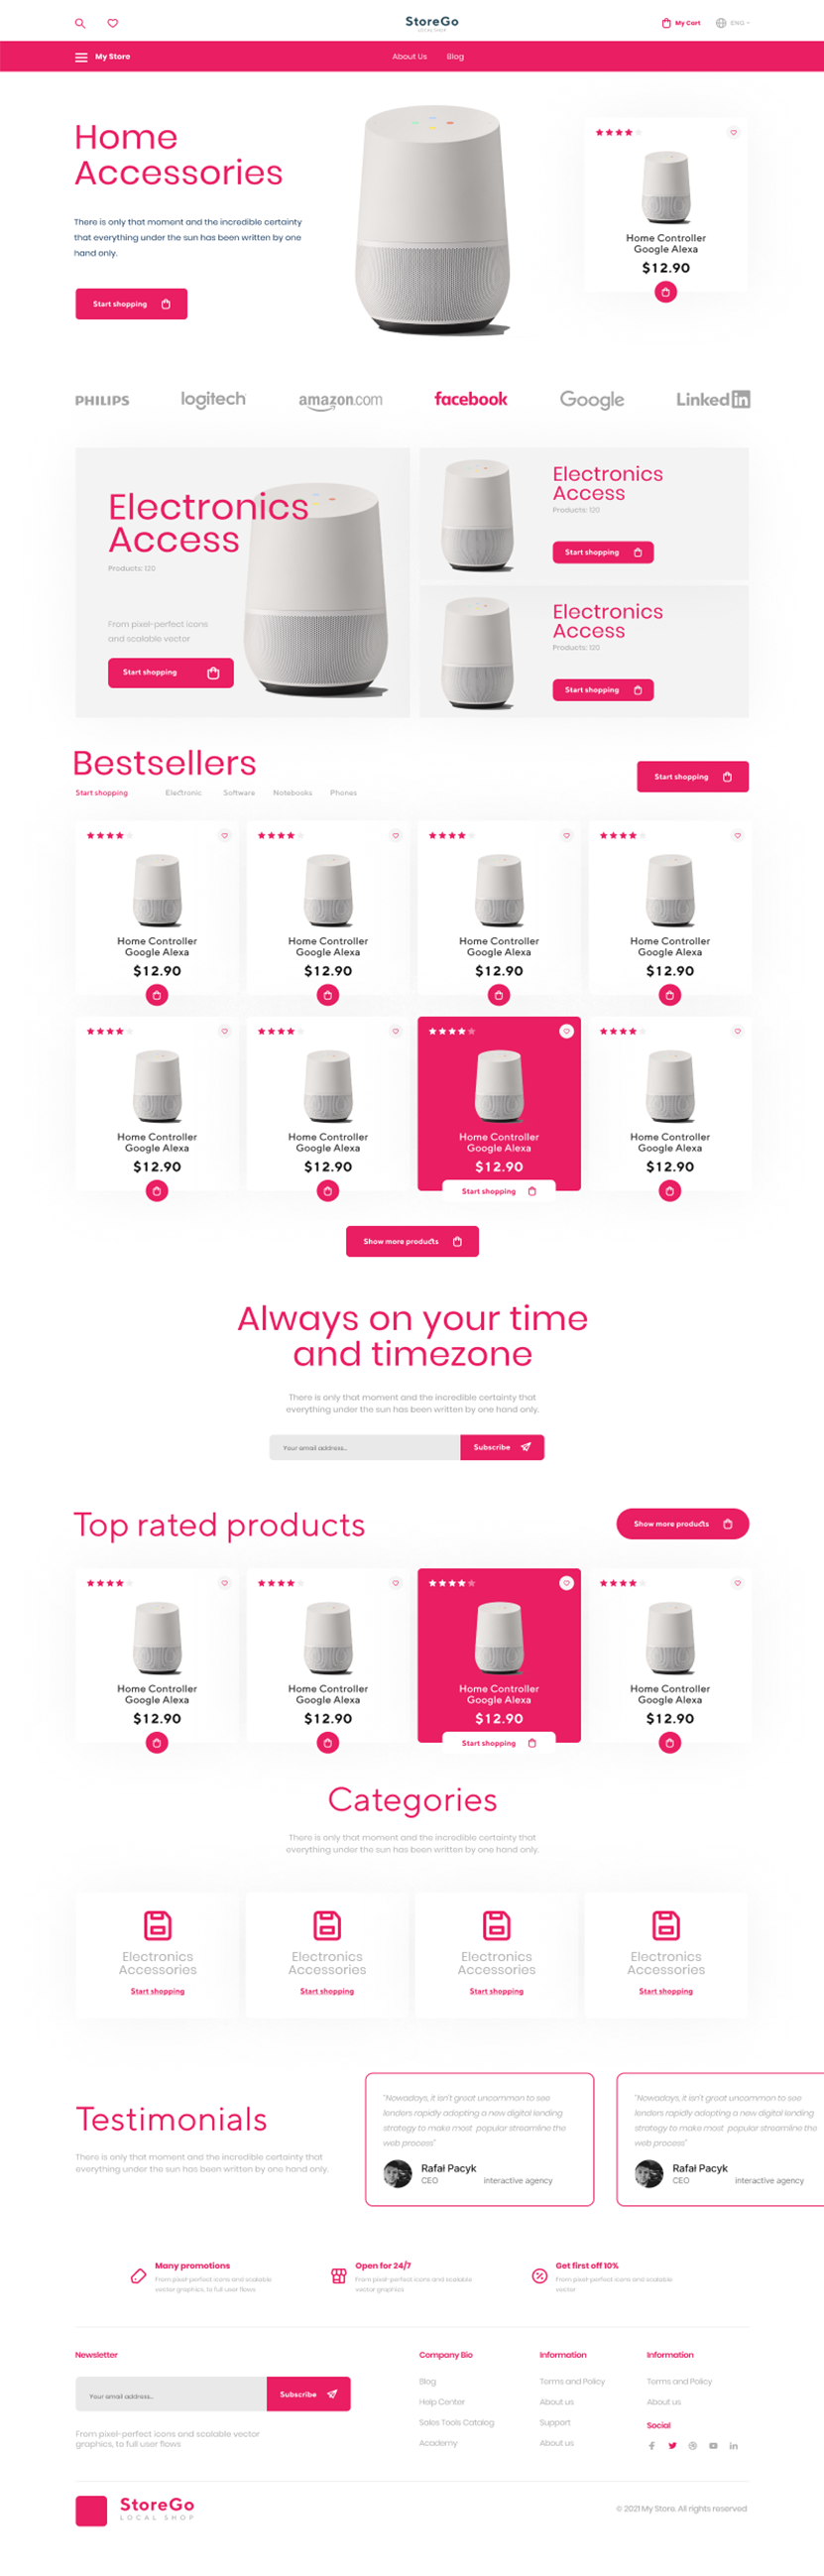 StoreGo
LOCAL SHOP
My Cart
ENG
My Store
About Us
Blog
Home
Accessories
There is only that moment and the incredible certainty
that everything under the sun has been written by one
hand only.
Start shopping
Home Controller
Google Alexa
$12.90
PHILIPS
logitech
amazon.com
facebook
Google
Linkedin
Electronics
Access
Products: 120
From pixel-perfect icons
and scalable vector
Start shopping
Electronics
Access
Products: 120
Start shopping
Electronics
Access
Products: 120
Start shopping
Bestsellers
Start shopping
Electronic
Software
Notebooks
Phones
Start shopping
Home Controller
Google Alexa
$12.90
Home Controller
Google Alexa
$12.90
Home Controller
Google Alexa
$12.90
Home Controller
Google Alexa
$12.90
Home Controller
Google Alexa
$12.90
Home Controller
Google Alexa
$12.90
Home Controller
Google Alexa
$12.90
Start shopping
Home Controller
Google Alexa
$12.90
Show more products
Always on your time
and timezone
There is only that moment and the incredible certainty that
everything under the sun has been written by one hand only.
Your email address...
Subscribe
Top rated products
Show more products
Home Controller
Google Alexa
$12.90
Home Controller
Google Alexa
$12.90
Home Controller
Google Alexa
$12.90
Start shopping
Home Controller
Google Alexa
$12.90
Categories
There is only that moment and the incredible certainty that
everything under the sun has been written by one hand only.
Electronics
Accessories
Start shopping
Electronics
Accessories
Start shopping
Electronics
Accessories
Start shopping
Electronics
Accessories
Start shopping
Testimonials
There is only that moment and the incredible certainty that
everything under the sun has been written by one hand only.
"Nowadays, it isn't great uncommon to see
lenders rapidly adopting a new digital lending
strategy to make most popular streamline the
web process"
Rafał Pacyk
CEO
interactive agency
"Nowadays, it isn't great uncommon to see
lenders rapidly adopting a new digital lending
strategy to make most popular streamline the
web process"
Rafał Pacyk
CEO
interactive agency
Many promotions
From pixel-perfect icons and scalable
vector graphics, to full user flows
Open for 24/7
From pixel-perfect icons and scalable
vector graphics
Get first off 10%
From pixel-perfect icons and scalable
vector
Newsletter
Your email address...
Subscribe
From pixel-perfect icons and scalable vector
graphics, to full user flows
Company Bio
Blog
Help Center
Sales Tools Catalog
Academy
Information
Terms and Policy
About us
Support
About us
Information
Terms and Policy
About us
Social
StoreGo
LOCAL SHOP
© 2021 My Store. All rights reserved